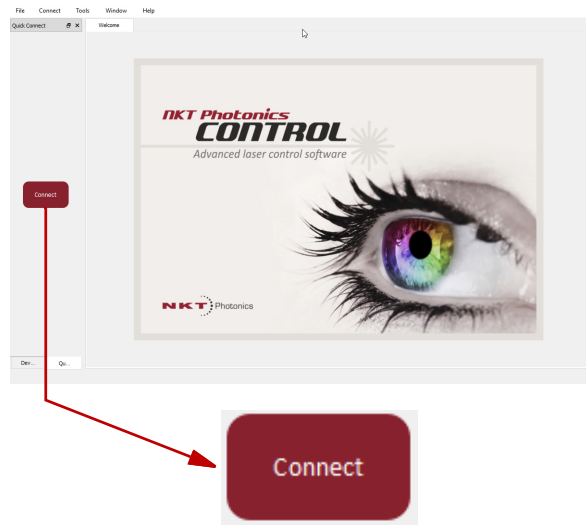 File Connect Tools Window Help
Quick Connect
Welcome
NKT Photonics
CONTROL
Advanced laser control software
Connect
NKT Photonics
Dev... Qu...
Connect